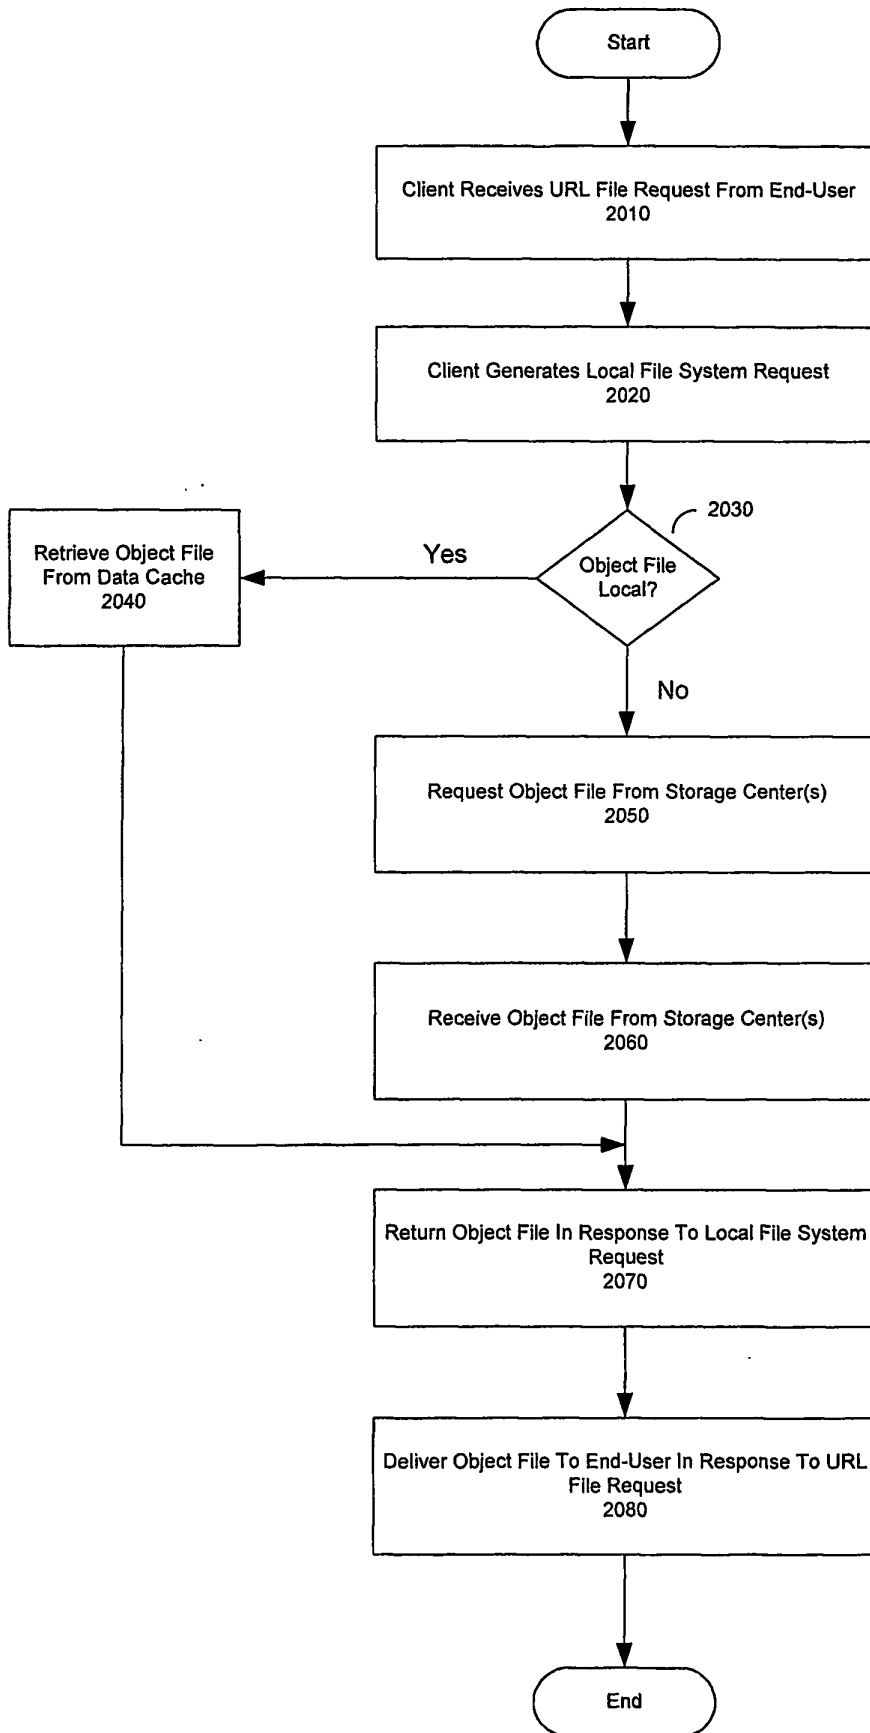 Start
Client Receives URL File Request From End-User
2010
Client Generates Local File System Request
2020
2030
Object File
Local?
Yes
Retrieve Object File
From Data Cache
2040
No
Request Object File From Storage Center(s)
2050
Receive Object File From Storage Center(s)
2060
Return Object File In Response To Local File System
Request
2070
Deliver Object File To End-User In Response To URL
File Request
2080
End